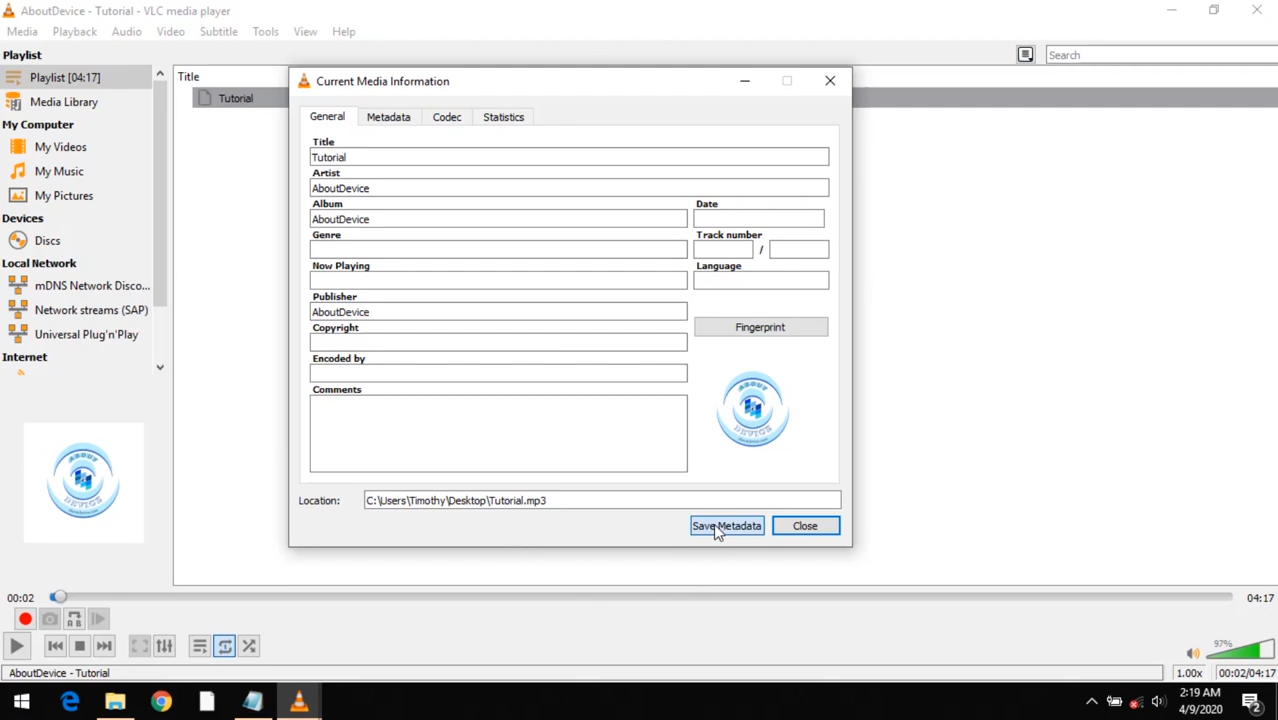 AboutDevice - Tutorial - VLC media player
Media Playback Audio Video Subtitle Tools View Help
Playlist
Search
Playlist [04:17]
Title
Media Library
Tutorial
My Computer
My Videos
My Music
My Pictures
Devices
Discs
Local Network
mDNS Network Disco...
Network streams (SAP)
Universal Plug'n'Play
Internet
Current Media Information
General Metadata Codec Statistics
Title
Tutorial
Artist
AboutDevice
Album Date
AboutDevice
Genre Track number
/
Now Playing Language
Publisher
AboutDevice
Copyright
Fingerprint
Encoded by
Comments
ABOUT
DEVICE
Location: C:\Users\Timothy\Desktop\Tutorial.mp3
Save Metadata Close
ABOUT
DEVICE
00:02 04:17
A B
97%
AboutDevice - Tutorial 1.00x 00:02/04:17
2:19 AM
4/9/2020
2